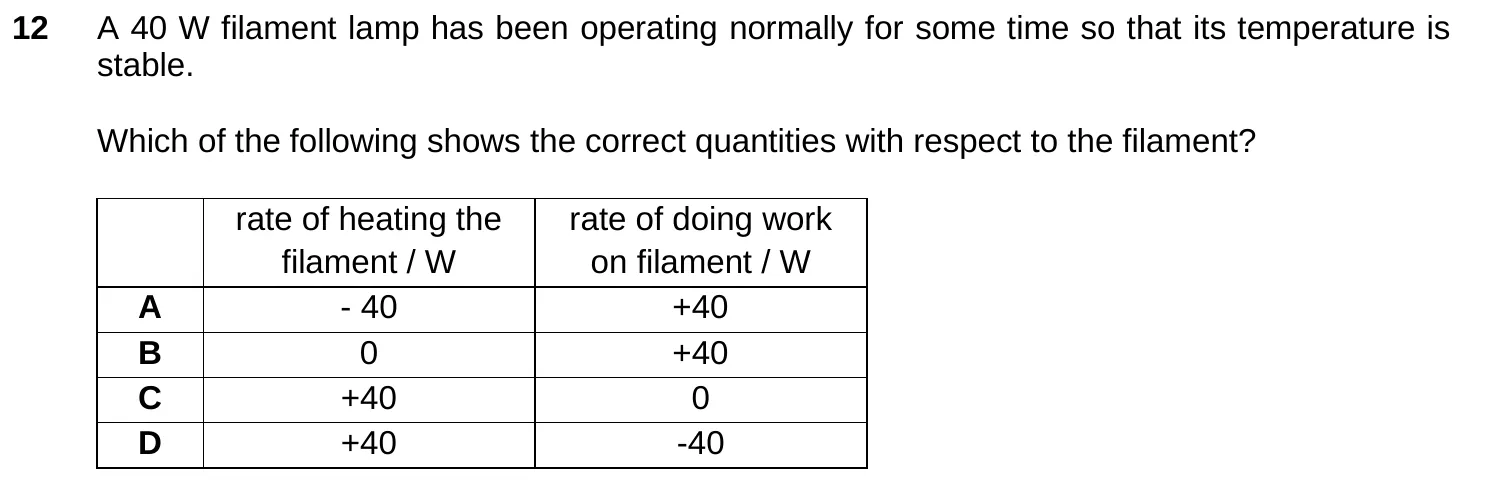 12 A 40 W filament lamp has been operating normally for some time so that its temperature is
stable.
Which of the following shows the correct quantities with respect to the filament?
rate of heating the filament / W rate of doing work on filament / W
A - 40 +40
B 0 +40
C +40 0
D +40 -40